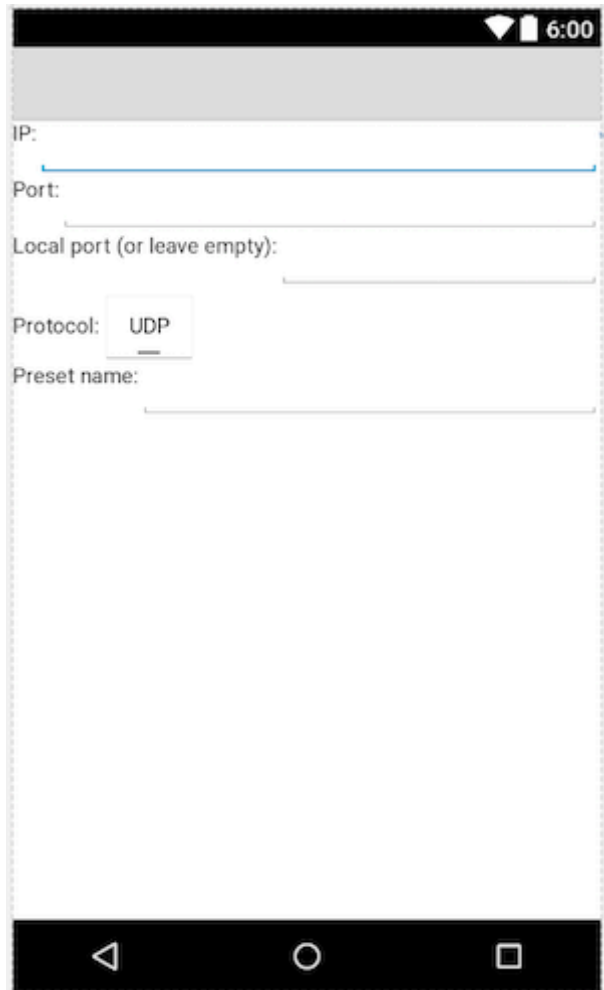 6:00
IP:
Port:
Local port (or leave empty):
Protocol: UDP
Preset name: